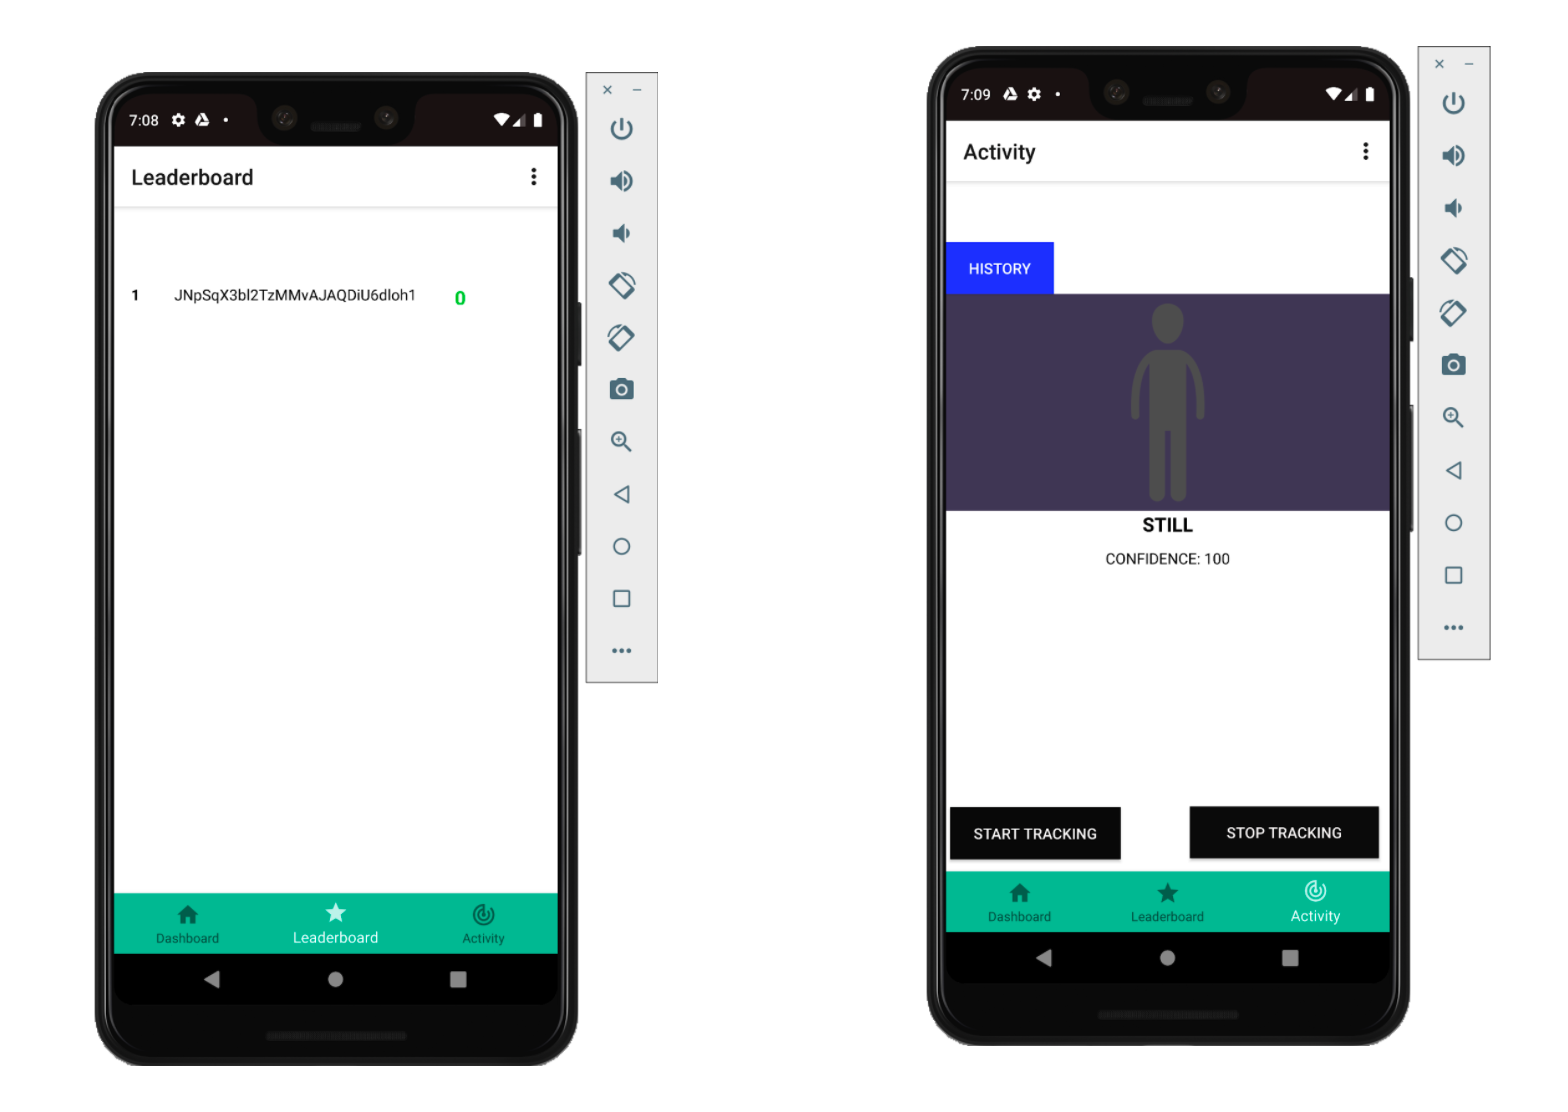 7:08
Leaderboard
1 JNpSqX3bl2TzMMvAJAQDiU6dloh1 0
Dashboard Leaderboard Activity
7:09
Activity
HISTORY
STILL
CONFIDENCE: 100
START TRACKING STOP TRACKING
Dashboard Leaderboard Activity